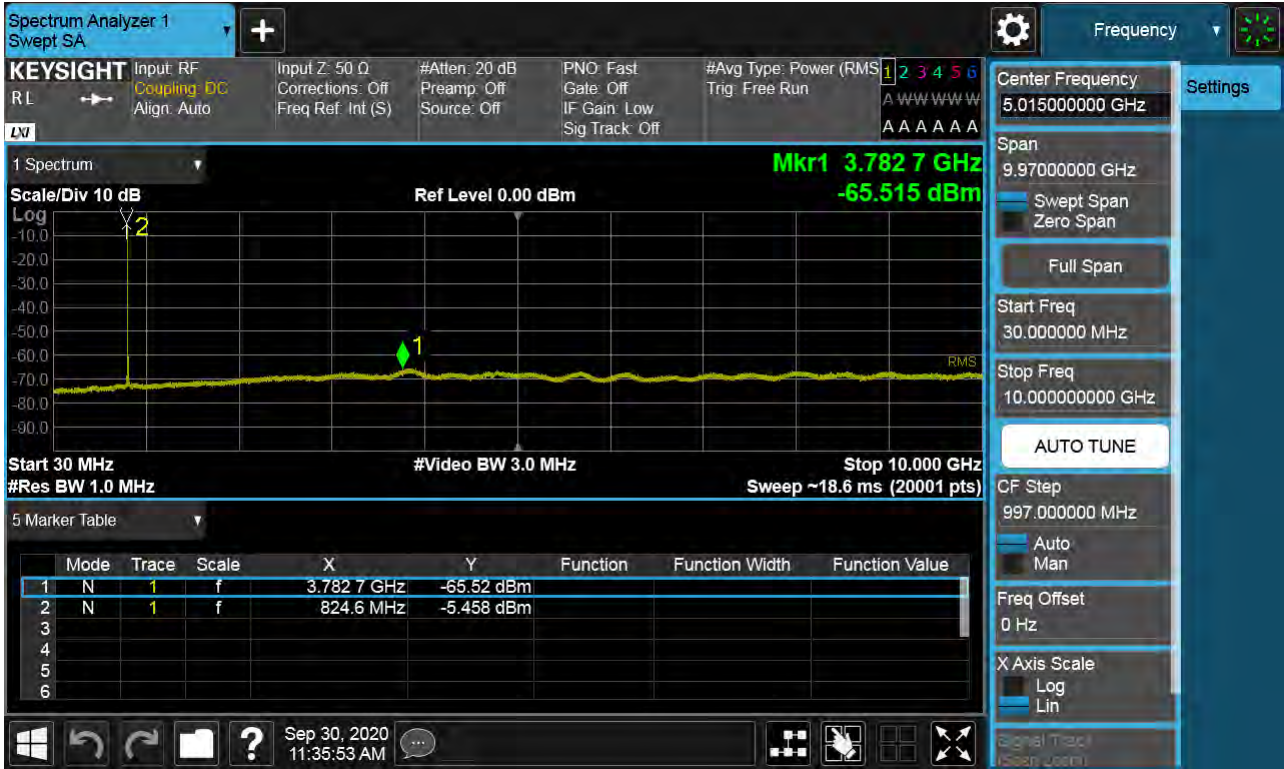 Spectrum Analyzer 1
Swept SA
Frequency
KEYSIGHT
RL
LXI
Input: RF
Coupling: DC
Align: Auto
Input Z: 50 Ω
Corrections: Off
Freq Ref: Int (S)
#Atten: 20 dB
Preamp: Off
Source: Off
PNO: Fast
Gate: Off
IF Gain: Low
Sig Track: Off
#Avg Type: Power (RMS
Trig: Free Run
1 2 3 4 5 6
A W W W W W
A A A A A A
1 Spectrum
Mkr1 3.782 7 GHz
-65.515 dBm
Scale/Div 10 dB
Ref Level 0.00 dBm
Log
-10.0
-20.0
-30.0
-40.0
-50.0
-60.0
-70.0
-80.0
-90.0
2
1
RMS
Start 30 MHz
#Video BW 3.0 MHz
Stop 10.000 GHz
#Res BW 1.0 MHz
Sweep ~18.6 ms (20001 pts)
5 Marker Table
Mode Trace Scale X Y Function Function Width Function Value
1 N 1 f 3.782 7 GHz -65.52 dBm
2 N 1 f 824.6 MHz -5.458 dBm
3
4
5
6
Sep 30, 2020
11:35:53 AM
Center Frequency
5.015000000 GHz
Settings
Span
9.97000000 GHz
Swept Span
Zero Span
Full Span
Start Freq
30.000000 MHz
Stop Freq
10.000000000 GHz
AUTO TUNE
CF Step
997.000000 MHz
Auto
Man
Freq Offset
0 Hz
X Axis Scale
Log
Lin
Signal Track
(Span Zoom)